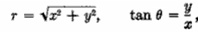 r = √(x² + y²), tan θ = y/x,